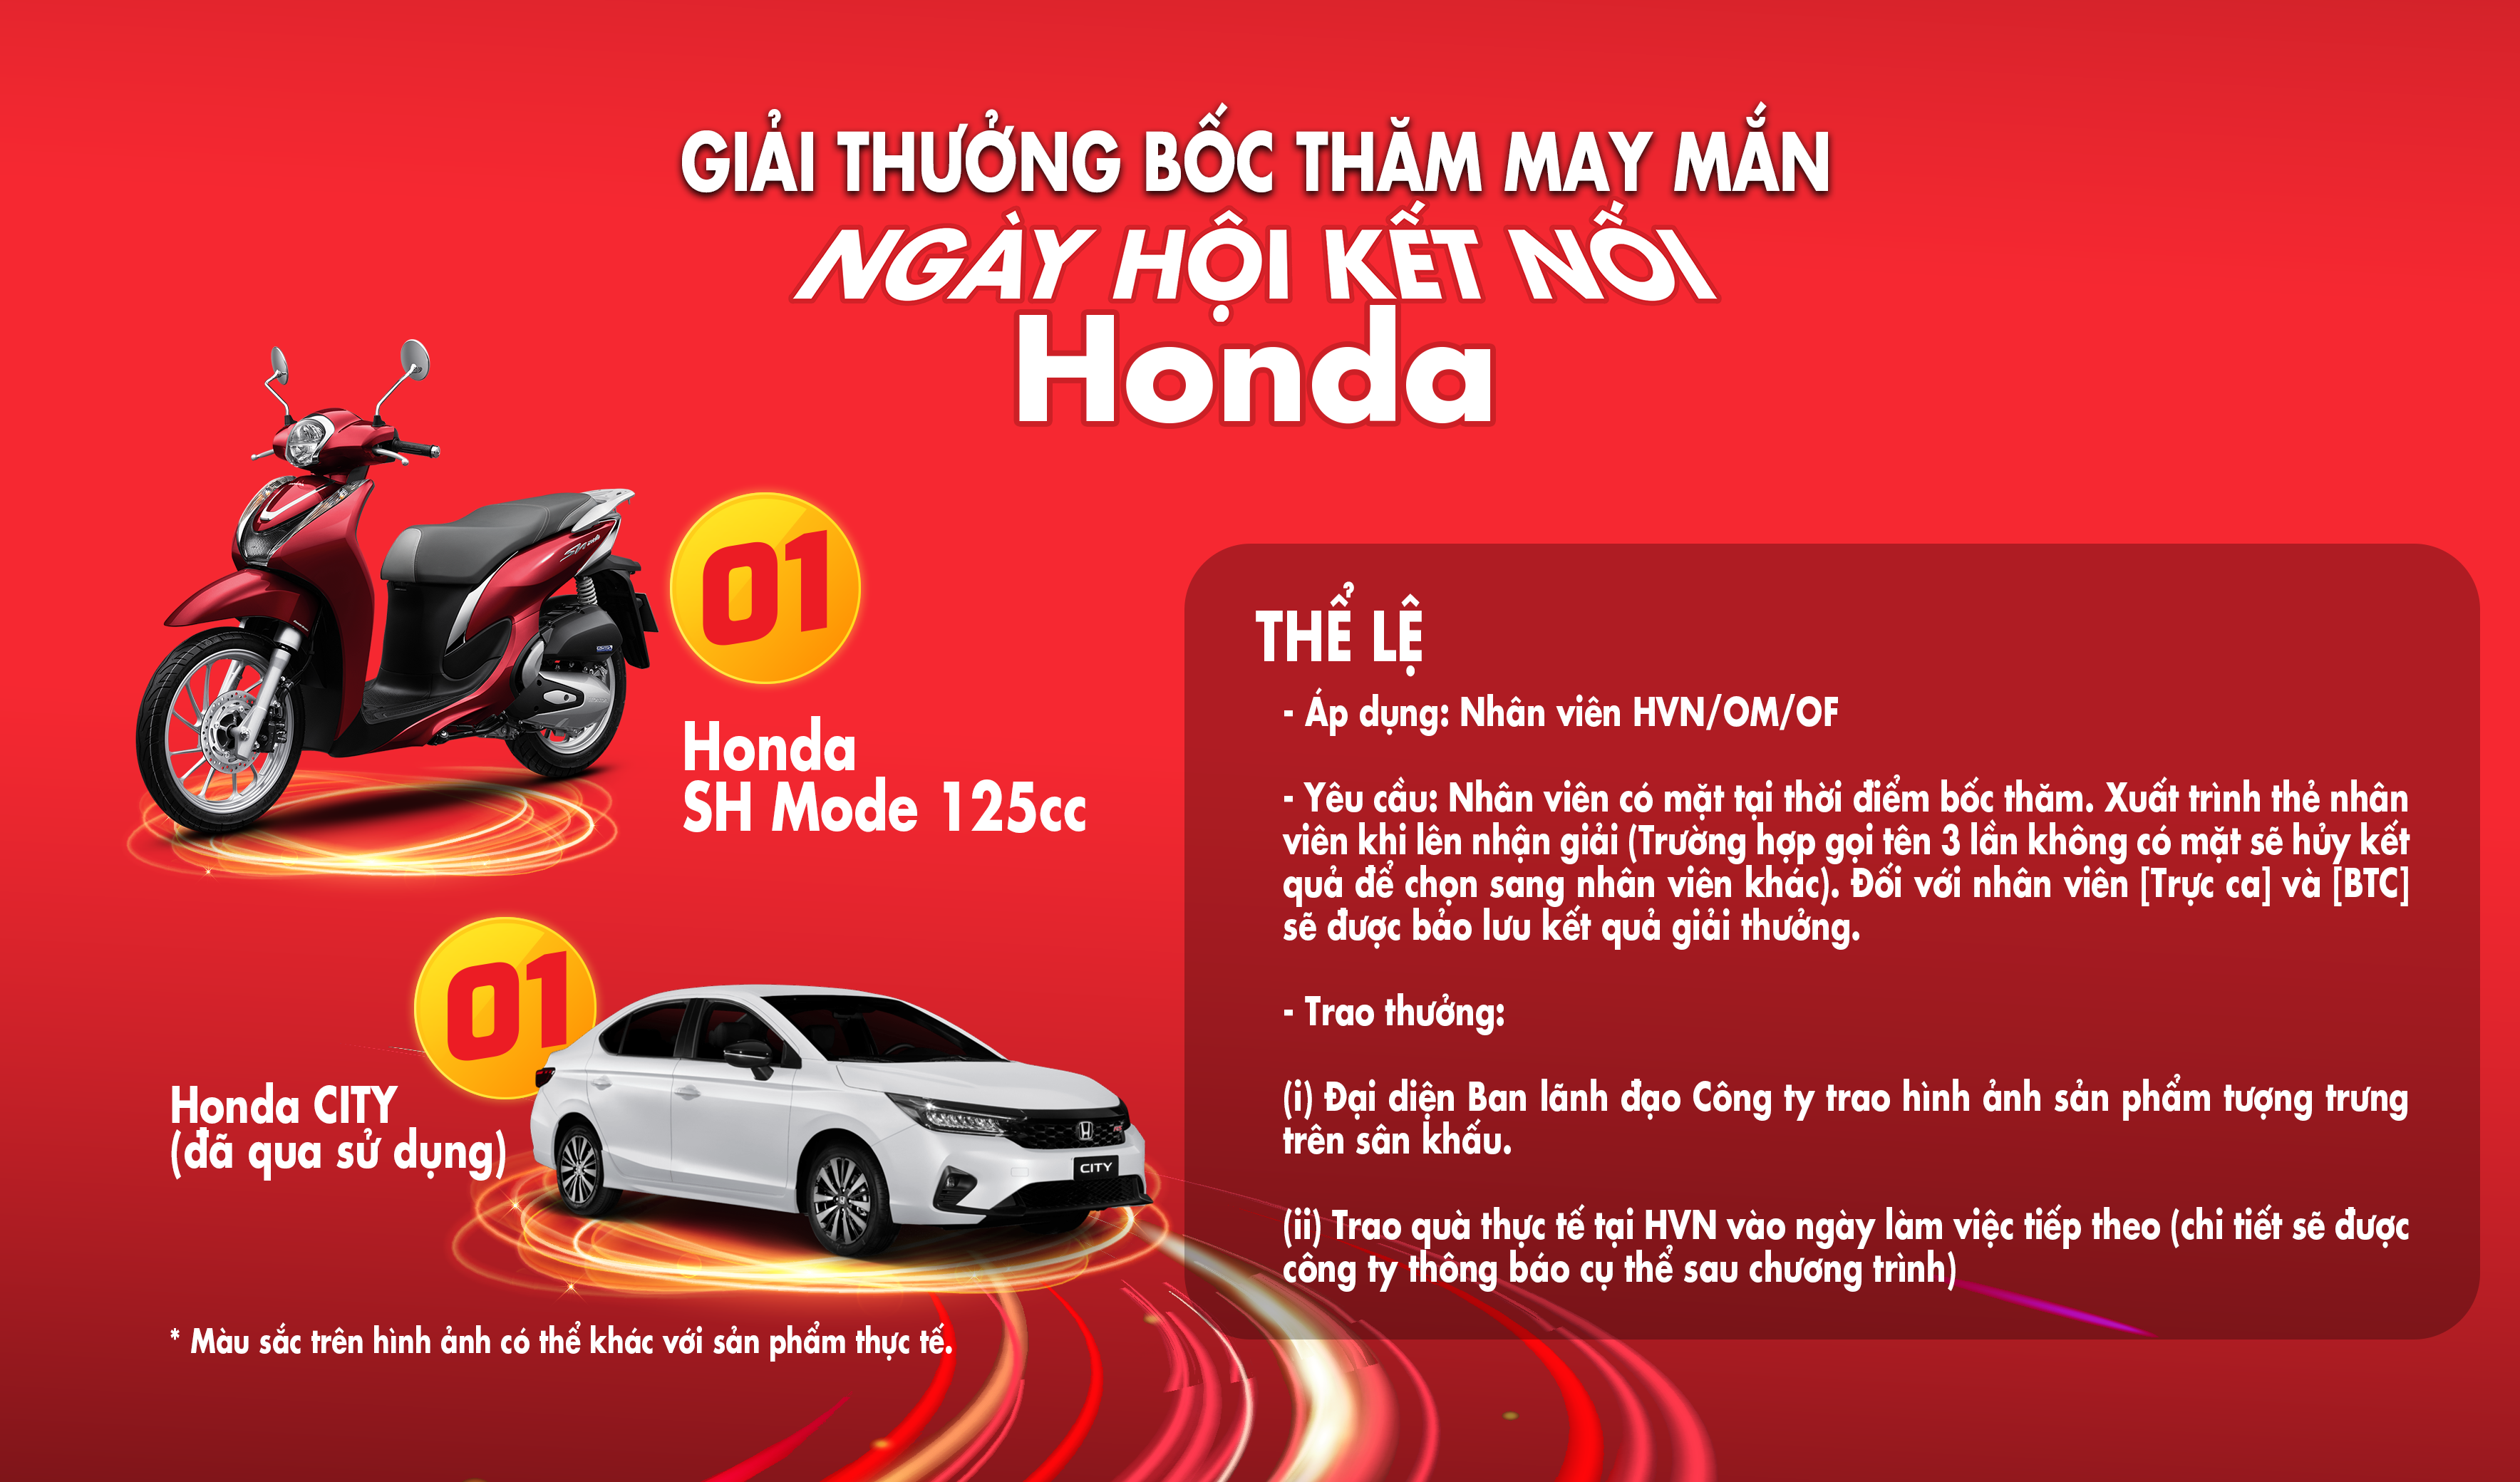 GIẢI THƯỞNG BỐC THĂM MAY MẮN
NGÀY HỘI KẾT NỐI
Honda
01
Honda
SH Mode 125cc
01
Honda CITY
(đã qua sử dụng)
CITY
* Màu sắc trên hình ảnh có thể khác với sản phẩm thực tế.
THỂ LỆ
- Áp dụng: Nhân viên HVN/OM/OF
- Yêu cầu: Nhân viên có mặt tại thời điểm bốc thăm. Xuất trình thẻ nhân
viên khi lên nhận giải (Trường hợp gọi tên 3 lần không có mặt sẽ hủy kết
quả để chọn sang nhân viên khác). Đối với nhân viên [Trực ca] và [BTC]
sẽ được bảo lưu kết quả giải thưởng.
- Trao thưởng:
(i) Đại diện Ban lãnh đạo Công ty trao hình ảnh sản phẩm tượng trưng
trên sân khấu.
(ii) Trao quà thực tế tại HVN vào ngày làm việc tiếp theo (chi tiết sẽ được
công ty thông báo cụ thể sau chương trình)